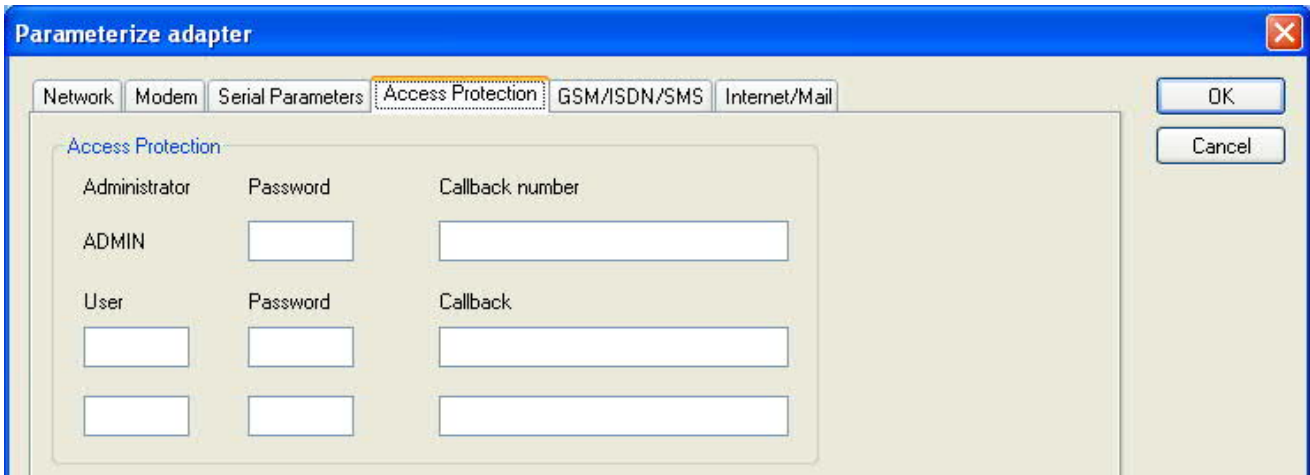 Parameterize adapter
Network Modem Serial Parameters Access Protection GSM/ISDN/SMS Internet/Mail
OK
Cancel
Access Protection
Administrator Password Callback number
ADMIN
User Password Callback